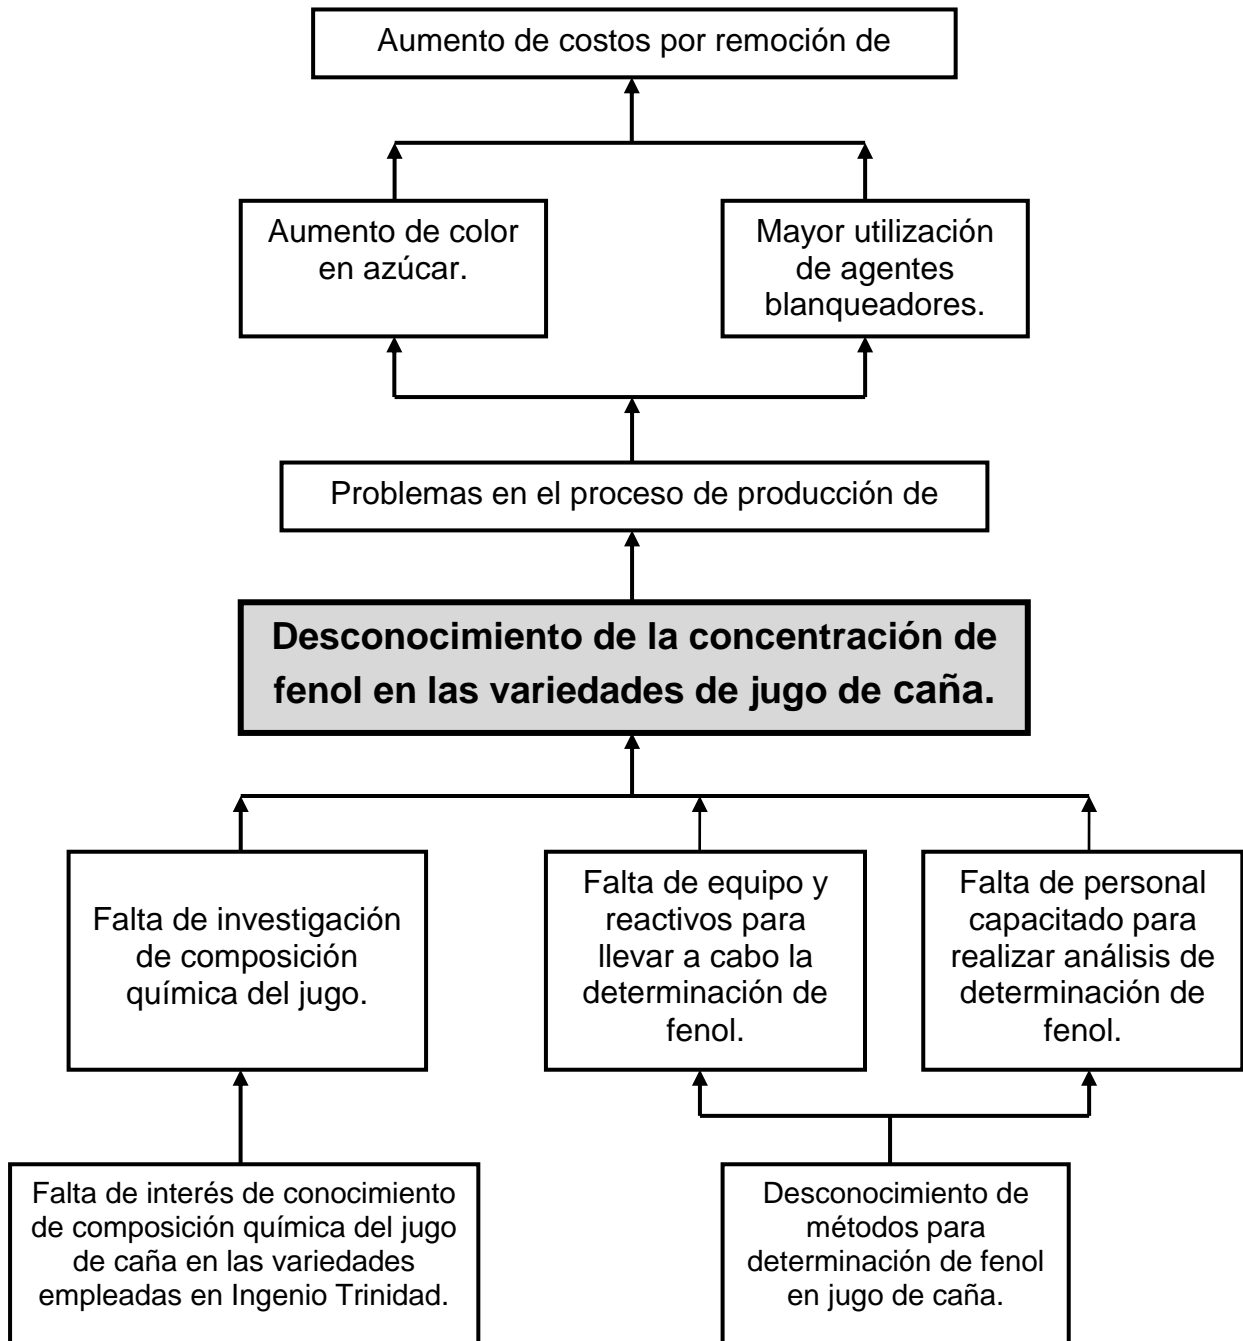 Aumento de costos por remoción de
Aumento de color
en azúcar.
Mayor utilización
de agentes
blanqueadores.
Problemas en el proceso de producción de
Desconocimiento de la concentración de
fenol en las variedades de jugo de caña.
Falta de investigación
de composición
química del jugo.
Falta de equipo y
reactivos para
llevar a cabo la
determinación de
fenol.
Falta de personal
capacitado para
realizar análisis de
determinación de
fenol.
Falta de interés de conocimiento
de composición química del jugo
de caña en las variedades
empleadas en Ingenio Trinidad.
Desconocimiento de
métodos para
determinación de fenol
en jugo de caña.